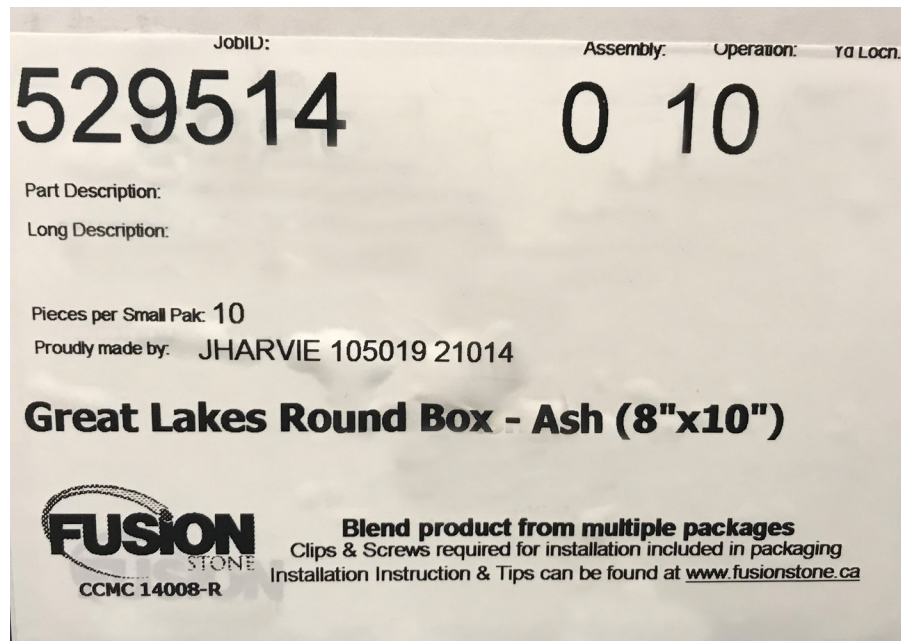 JobID: Assembly: Operation: Yd Locn.
529514 0 10
Part Description:
Long Description:
Pieces per Small Pak: 10
Proudly made by: JHARVIE 105019 21014
Great Lakes Round Box - Ash (8"x10")
FUSION
STONE
CCMC 14008-R
Blend product from multiple packages
Clips & Screws required for installation included in packaging
Installation Instruction & Tips can be found at www.fusionstone.ca